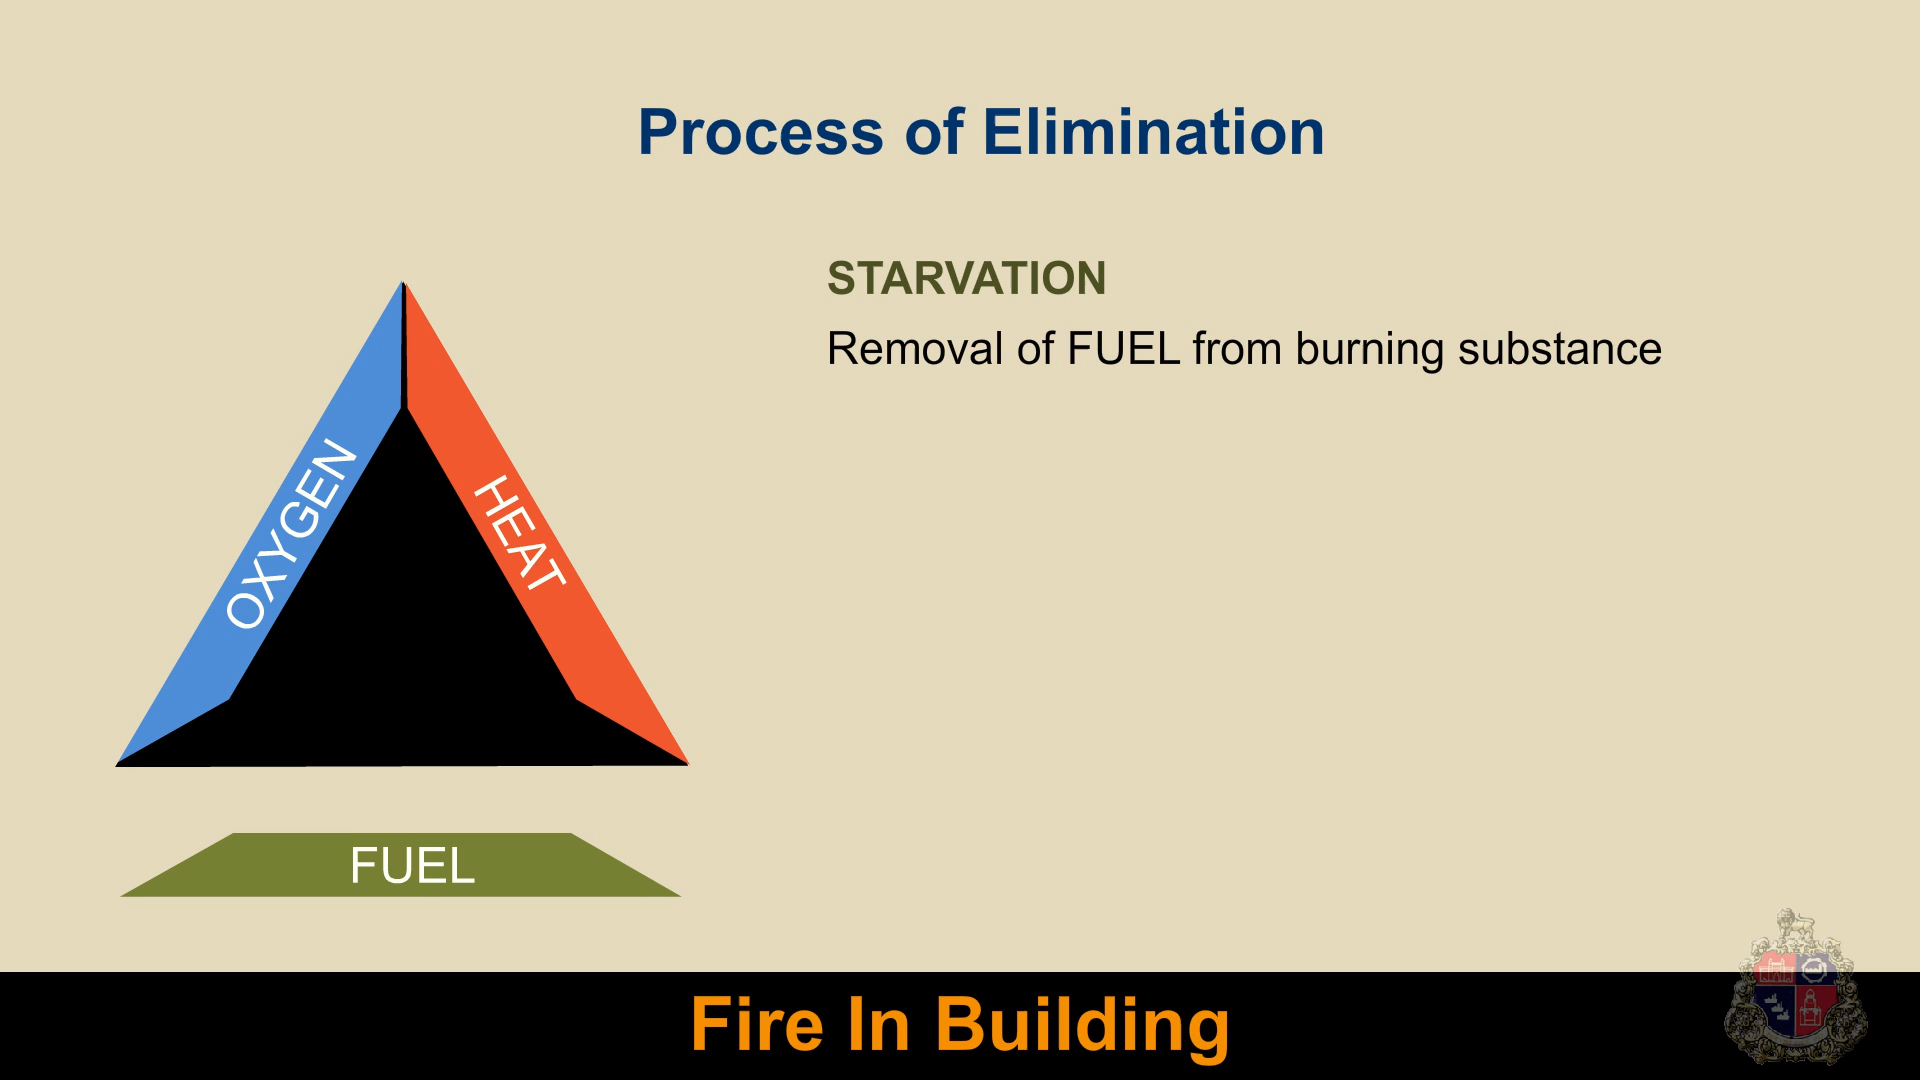 Process of Elimination
STARVATION
Removal of FUEL from burning substance
OXYGEN
HEAT
FUEL
Fire In Building